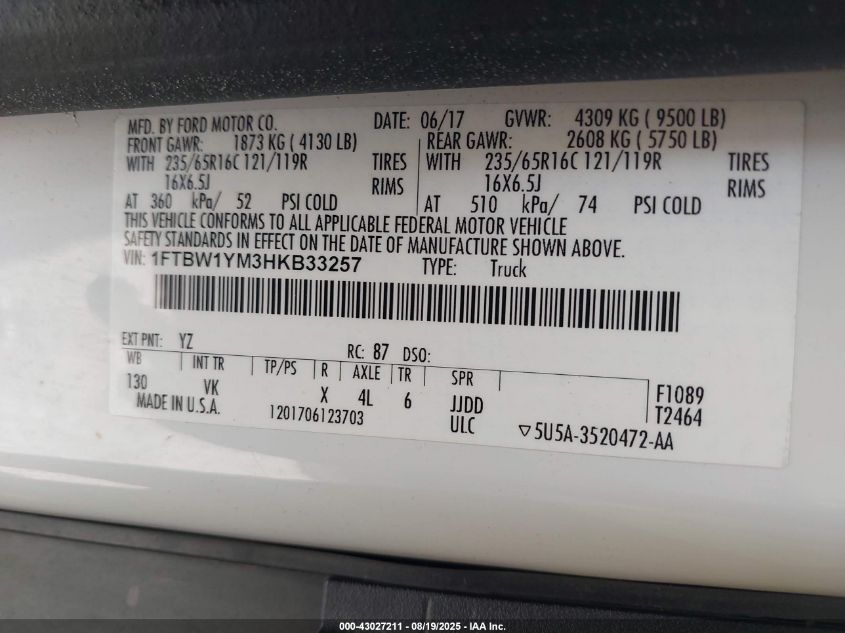 MFD. BY FORD MOTOR CO. DATE: 06/17 GVWR: 4309 KG ( 9500 LB)
FRONT GAWR: 1873 KG ( 4130 LB) REAR GAWR: 2608 KG ( 5750 LB)
WITH 235/65R16C 121/119R TIRES WITH 235/65R16C 121/119R TIRES
16X6.5J RIMS 16X6.5J RIMS
AT 360 kPa/ 52 PSI COLD AT 510 kPa/ 74 PSI COLD
THIS VEHICLE CONFORMS TO ALL APPLICABLE FEDERAL MOTOR VEHICLE
SAFETY STANDARDS IN EFFECT ON THE DATE OF MANUFACTURE SHOWN ABOVE.
VIN: 1FTBW1YM3HKB33257 TYPE: Truck
EXT PNT: YZ RC: 87 DSO:
WB INT TR TP/PS R AXLE TR SPR
130 VK X 4L 6 JJDD F1089
MADE IN U.S.A. 1201706123703 ULC ▽5U5A-3520472-AA T2464
000-43027211 - 08/19/2025 - IAA Inc.